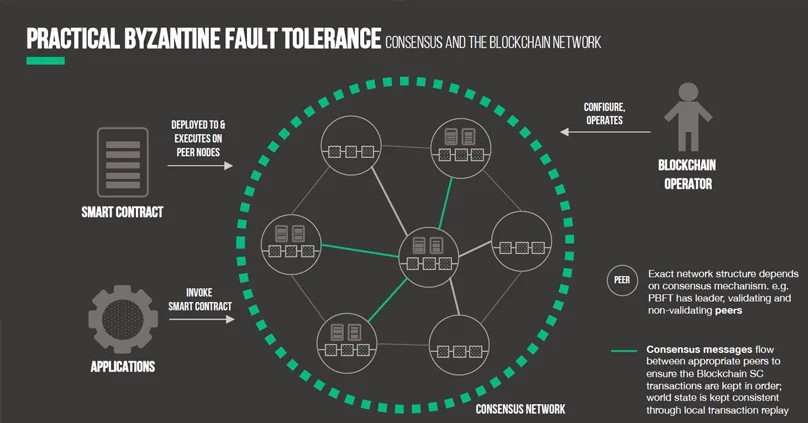 PRACTICAL BYZANTINE FAULT TOLERANCE CONSENSUS AND THE BLOCKCHAIN NETWORK
DEPLOYED TO &
EXECUTES ON
PEER NODES
SMART CONTRACT
INVOKE
SMART CONTRACT
APPLICATIONS
CONFIGURE,
OPERATES
BLOCKCHAIN
OPERATOR
PEER
Exact network structure depends
on consensus mechanism. e.g.
PBFT has leader, validating and
non-validating peers
Consensus messages flow
between appropriate peers to
ensure the Blockchain SC
transactions are kept in order;
world state is kept consistent
through local transaction replay
CONSENSUS NETWORK